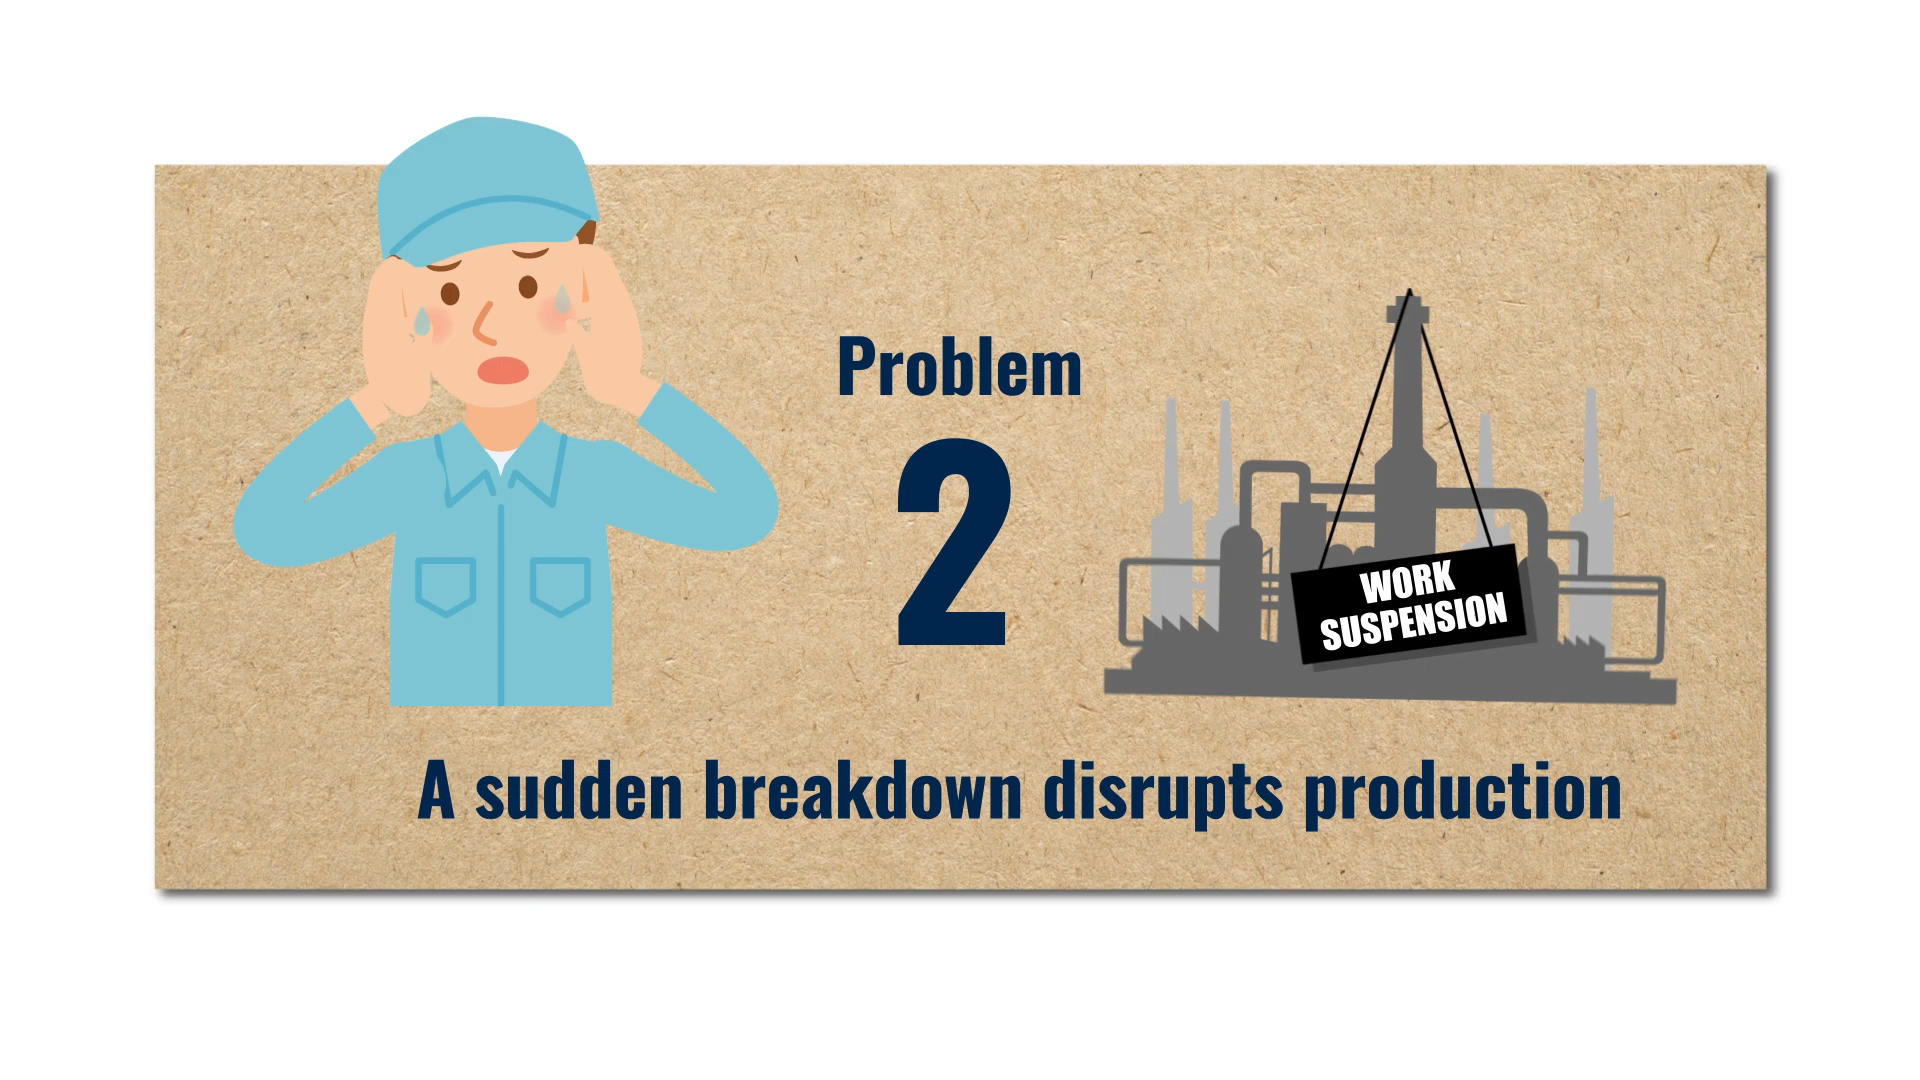 Problem
2
WORK
SUSPENSION
A sudden breakdown disrupts production